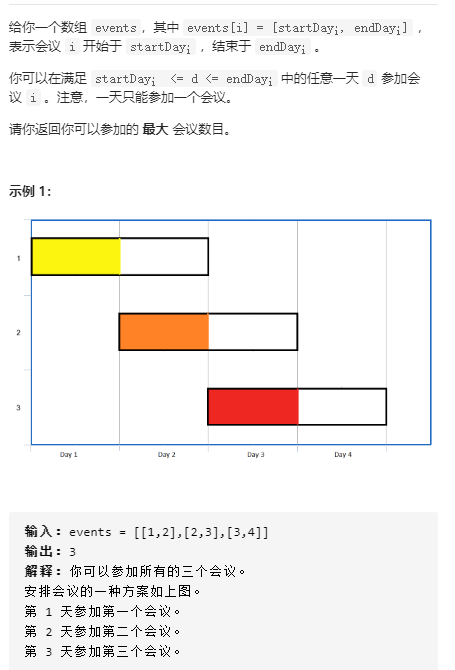 给你一个数组 events，其中 events[i] = [startDayi, endDayi] ，
表示会议 i 开始于 startDayi ，结束于 endDayi 。
你可以在满足 startDayi <= d <= endDayi 中的任意一天 d 参加会
议 i 。注意，一天只能参加一个会议。
请你返回你可以参加的 最大 会议数目。
示例 1：
1
2
3
Day 1 Day 2 Day 3 Day 4
输入：events = [[1,2],[2,3],[3,4]]
输出：3
解释：你可以参加所有的三个会议。
安排会议的一种方案如上图。
第 1 天参加第一个会议。
第 2 天参加第二个会议。
第 3 天参加第三个会议。